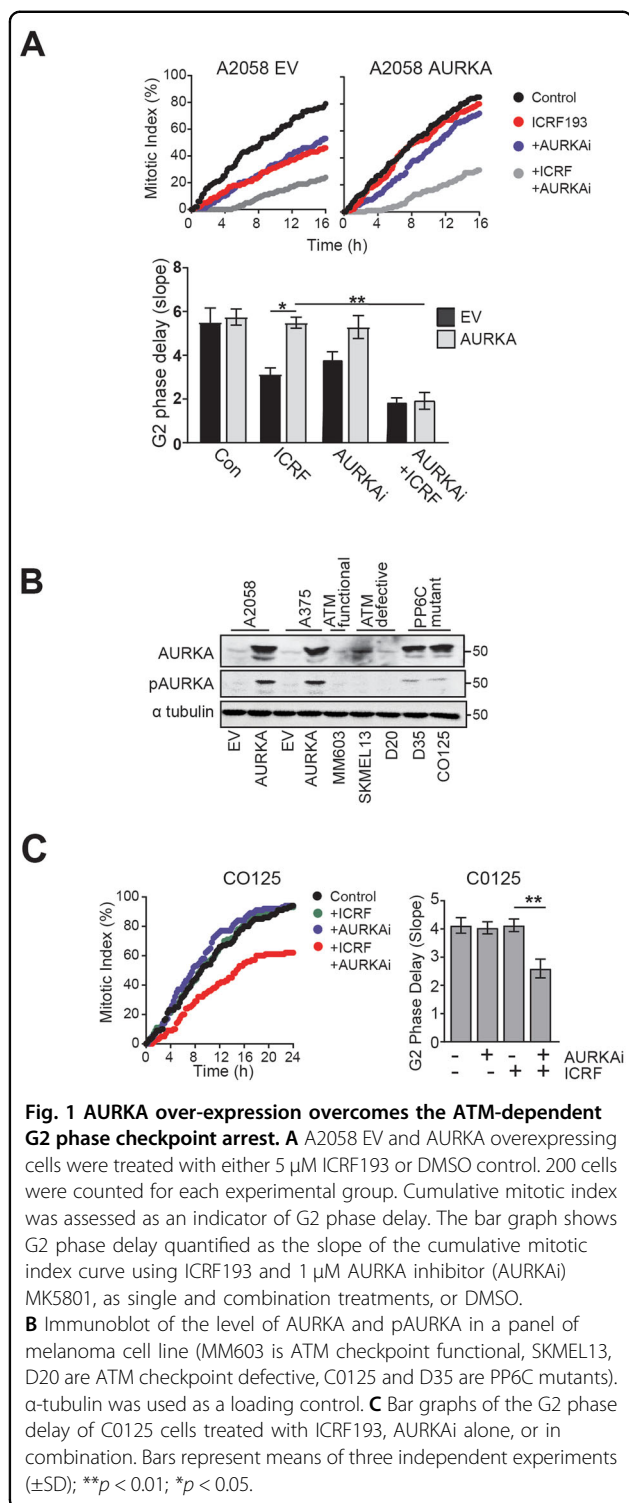 A
A2058 EV
A2058 AURKA
Mitotic Index (%)
100
80
60
40
20
0
0 4 8 12 16
0 4 8 12 16
Time (h)
Control
ICRF193
+AURKAi
+ICRF
+AURKAi
G2 phase delay (slope)
8
6
4
2
0
*
**
EV
AURKA
Con
ICRF
AURKAi
AURKAi
+ICRF
B
A2058
A375
ATM
functional
ATM
defective
PP6C
mutant
AURKA
50
pAURKA
50
α tubulin
50
EV
AURKA
EV
AURKA
MM603
SKMEL13
D20
D35
CO125
C
CO125
Mitotic Index (%)
100
80
60
40
20
0
0 4 8 12 16 20 24
Time (h)
Control
+ICRF
+AURKAi
+ICRF
+AURKAi
C0125
G2 Phase Delay (Slope)
5
4
3
2
1
0
**
- + - + AURKAi
- - + + ICRF
Fig. 1 AURKA over-expression overcomes the ATM-dependent
G2 phase checkpoint arrest. A A2058 EV and AURKA overexpressing
cells were treated with either 5 µM ICRF193 or DMSO control. 200 cells
were counted for each experimental group. Cumulative mitotic index
was assessed as an indicator of G2 phase delay. The bar graph shows
G2 phase delay quantified as the slope of the cumulative mitotic
index curve using ICRF193 and 1 µM AURKA inhibitor (AURKAi)
MK5801, as single and combination treatments, or DMSO.
B Immunoblot of the level of AURKA and pAURKA in a panel of
melanoma cell line (MM603 is ATM checkpoint functional, SKMEL13,
D20 are ATM checkpoint defective, C0125 and D35 are PP6C mutants).
α-tubulin was used as a loading control. C Bar graphs of the G2 phase
delay of C0125 cells treated with ICRF193, AURKAi alone, or in
combination. Bars represent means of three independent experiments
(±SD); **p < 0.01; *p < 0.05.